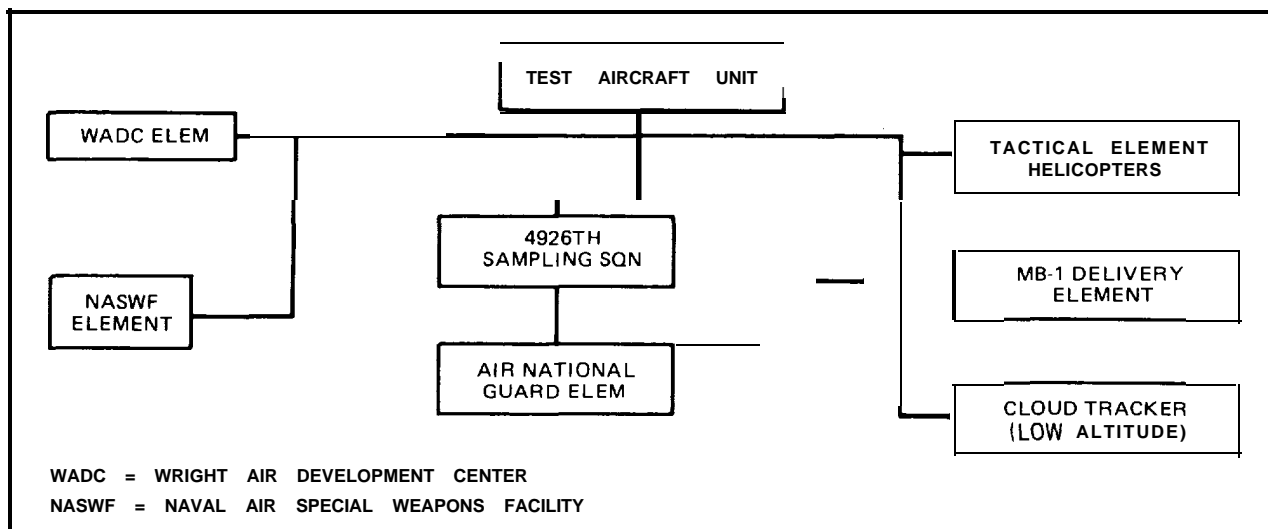 TEST AIRCRAFT UNIT
WADC ELEM
TACTICAL ELEMENT
HELICOPTERS
4926TH
SAMPLING SQN
MB-1 DELIVERY
ELEMENT
NASWF
ELEMENT
AIR NATIONAL
GUARD ELEM
CLOUD TRACKER
(LOW ALTITUDE)
WADC = WRIGHT AIR DEVELOPMENT CENTER
NASWF = NAVAL AIR SPECIAL WEAPONS FACILITY